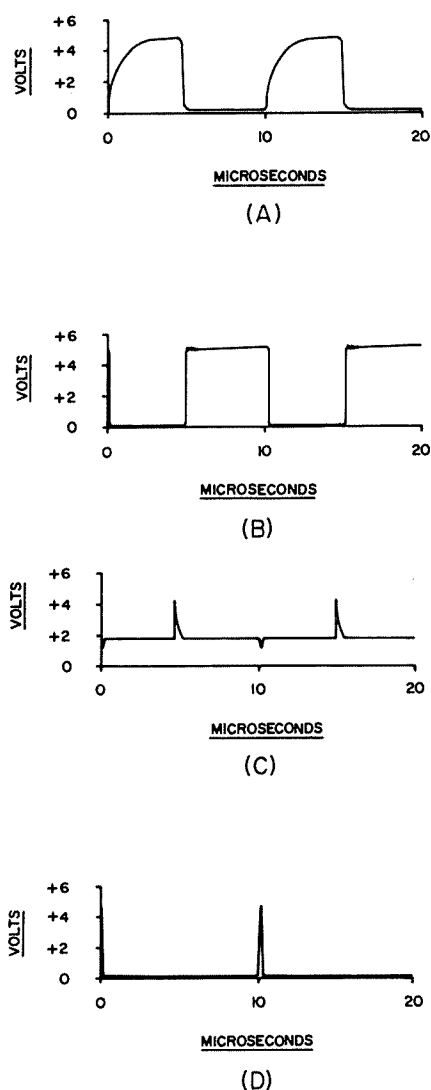 +6
+4
+2
0
VOLTS
0 10 20
MICROSECONDS
(A)
+6
+4
+2
0
VOLTS
0 10 20
MICROSECONDS
(B)
+6
+4
+2
0
VOLTS
0 10 20
MICROSECONDS
(C)
+6
+4
+2
0
VOLTS
0 10 20
MICROSECONDS
(D)